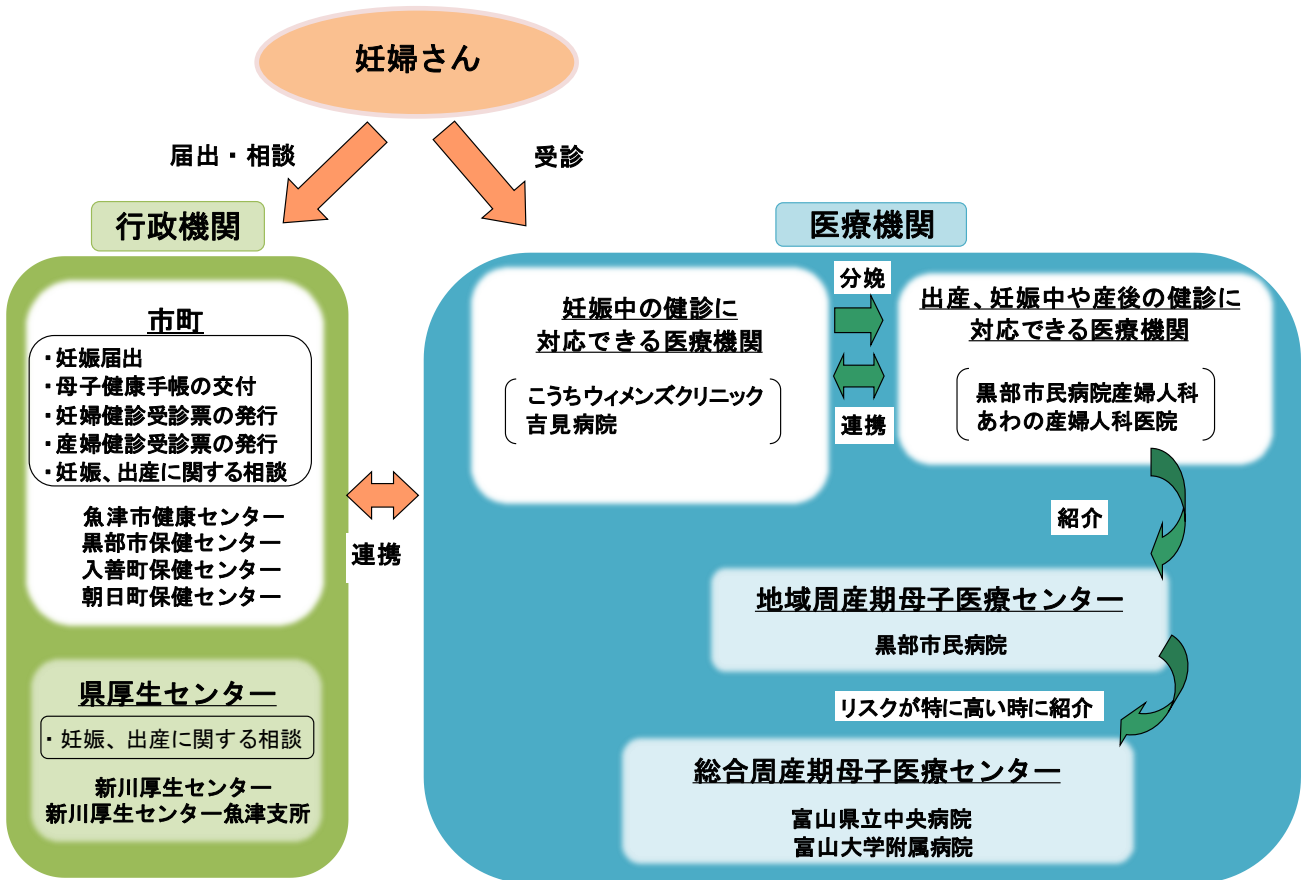 妊婦さん
届出・相談
受診
行政機関
市町
・妊娠届出
・母子健康手帳の交付
・妊婦健診受診票の発行
・産婦健診受診票の発行
・妊娠、出産に関する相談
魚津市健康センター
黒部市保健センター
入善町保健センター
朝日町保健センター
県厚生センター
・妊娠、出産に関する相談
新川厚生センター
新川厚生センター魚津支所
連携
医療機関
妊娠中の健診に
対応できる医療機関
こうちウィメンズクリニック
吉見病院
分娩
連携
出産、妊娠中や産後の健診に
対応できる医療機関
黒部市民病院産婦人科
あわの産婦人科医院
紹介
地域周産期母子医療センター
黒部市民病院
リスクが特に高い時に紹介
総合周産期母子医療センター
富山県立中央病院
富山大学附属病院